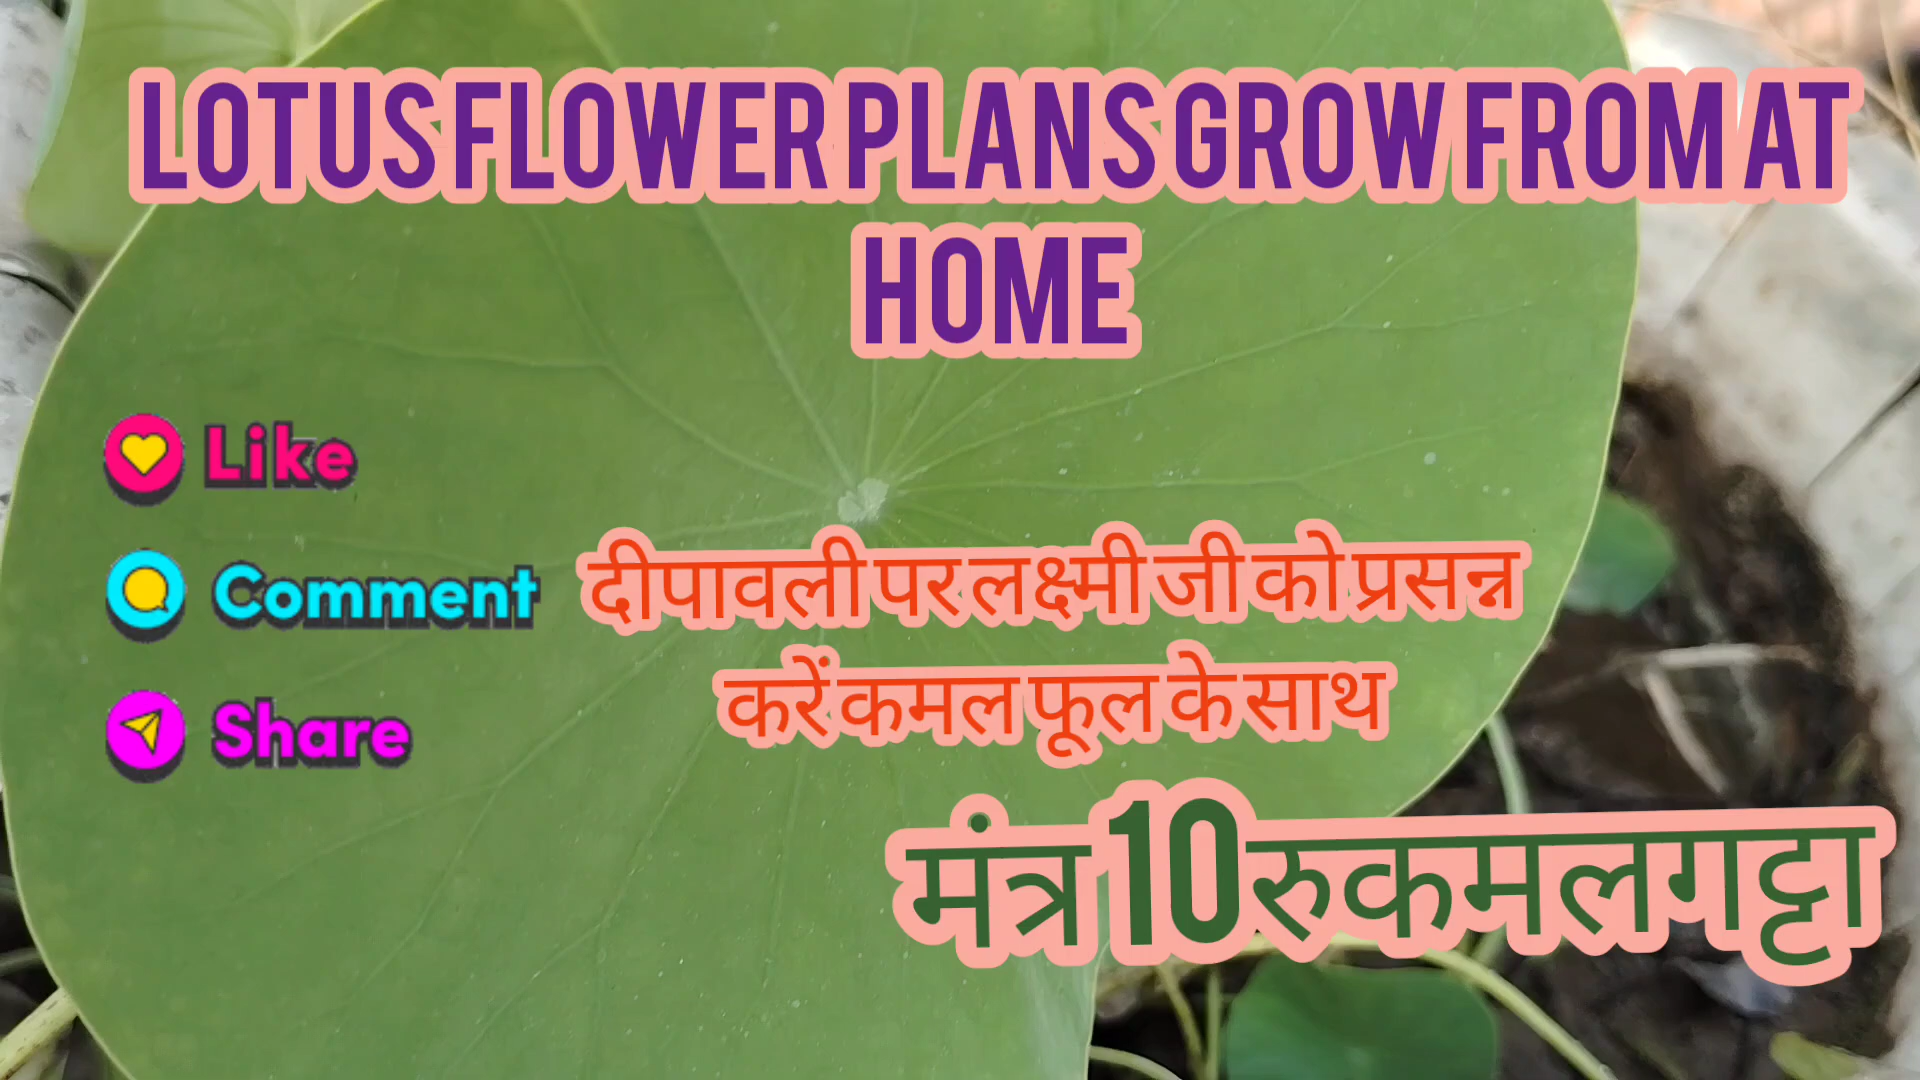 LOTUS FLOWER PLANS GROW FROM AT
HOME
Like
Comment
Share
दीपावली पर लक्ष्मी जी को प्रसन्न
करें कमल फूल के साथ
मंत्र 10रुकमलगट्टा